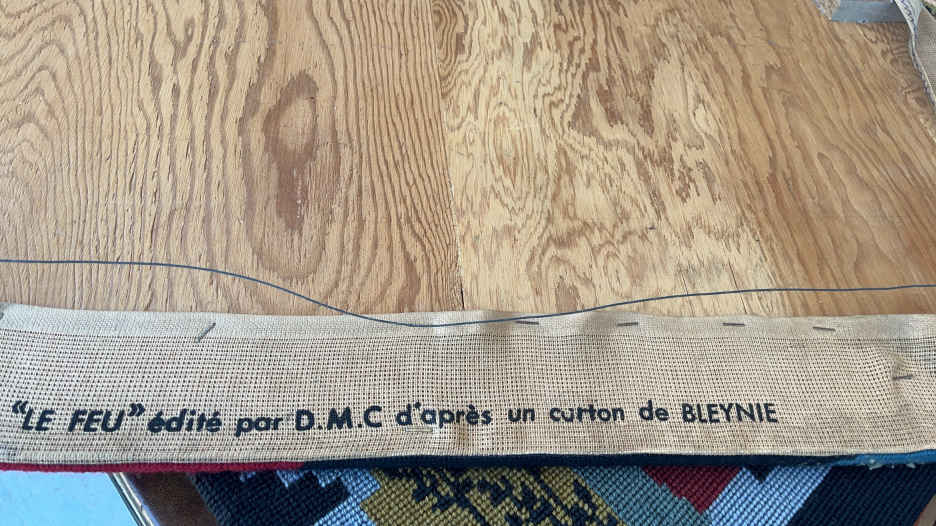 “LE FEU” édité par D.M.C d'après un carton de BLEYNIE